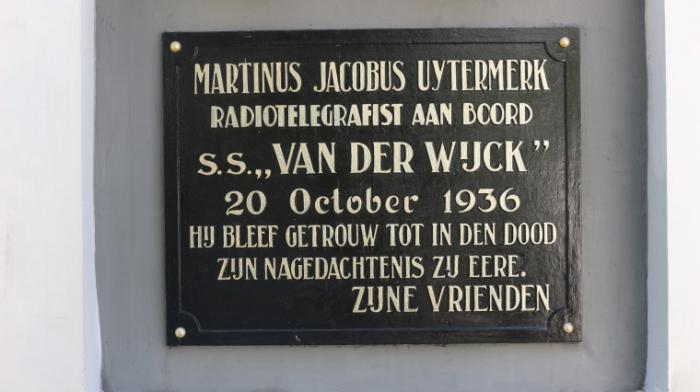 MARTINUS JACOBUS UYTERMERK
RADIOTELEGRAFIST AAN BOORD
S.S. „VAN DER WIJCK”
20 October 1936
HIJ BLEEF GETROUW TOT IN DEN DOOD
ZIJN NAGEDACHTENIS ZIJ EERE.
ZIJNE VRIENDEN